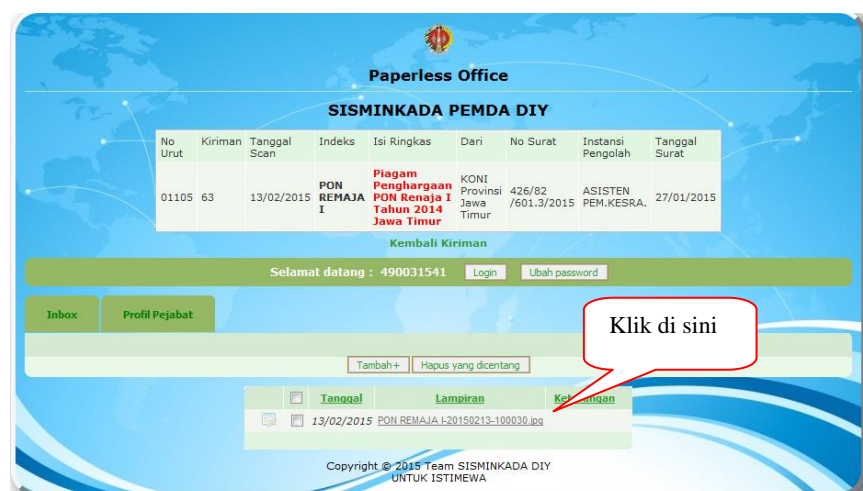 Paperless Office
SISMINKADA PEMDA DIY
No Urut Kiriman Tanggal Scan Indeks Isi Ringkas Dari No Surat Instansi Pengolah Tanggal Surat
01105 63 13/02/2015 PON REMAJA I Piagam Penghargaan PON Renaja I Tahun 2014 Jawa Timur KONI Provinsi Jawa Timur 426/82 /601.3/2015 ASISTEN PEM.KESRA. 27/01/2015
Kembali Kiriman
Selamat datang : 490031541 Login Ubah password
Inbox Profil Pejabat
Klik di sini
Tambah+ Hapus yang dicentang
Tanggal Lampiran
13/02/2015 PON REMAJA I-20150213-100030.jpg
Copyright © 2015 Team SISMINKADA DIY
UNTUK ISTIMEWA